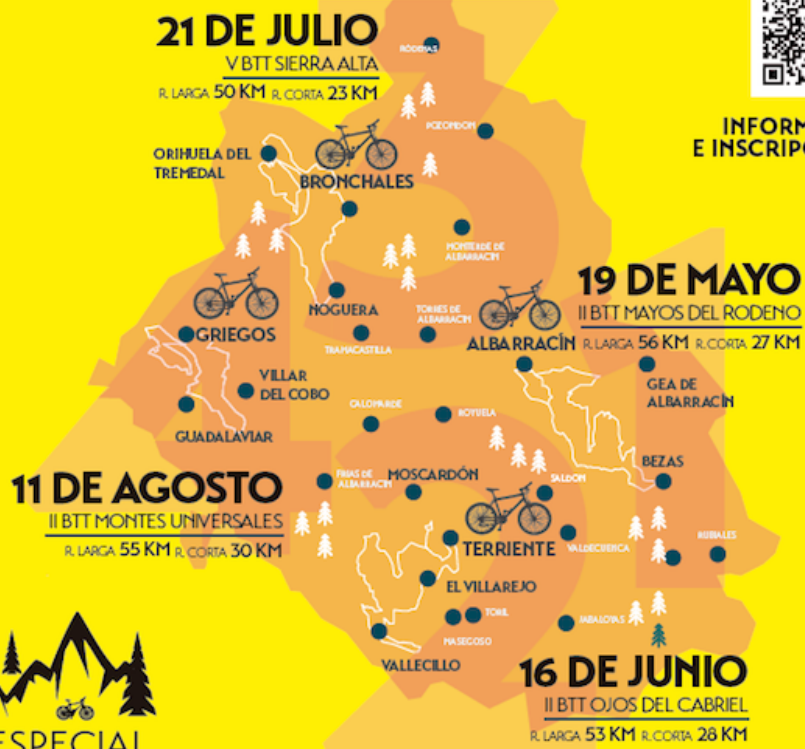 21 DE JULIO
V BTT SIERRA ALTA
R. LARGA 50 KM R. CORTA 23 KM
RÓDENAS
POZONDÓN
INFORM
E INSCRIPC
ORIHUELA DEL
TREMEDAL
BRONCHALES
MONTERDE DE
ALBARRACÍN
19 DE MAYO
II BTT MAYOS DEL RODENO
R. LARGA 56 KM R.CORTA 27 KM
NOGUERA
TORRES DE
ALBARRACÍN
GRIEGOS
TRAMACASTILLA
ALBARRACÍN
GEA DE
ALBARRACÍN
VILLAR
DEL COBO
CALOMARDE
ROYUELA
GUADALAVIAR
BEZAS
11 DE AGOSTO
II BTT MONTES UNIVERSALES
R. LARGA 55 KM R. CORTA 30 KM
FRÍAS DE
ALBARRACÍN
MOSCARDÓN
SALDÓN
TERRIENTE
VALDECUENCA
RUBIALES
EL VILLAREJO
TORIL
MASEGOSO
JABALOYAS
VALLECILLO
16 DE JUNIO
II BTT OJOS DEL CABRIEL
R. LARGA 53 KM R.CORTA 28 KM
ESPECIAL